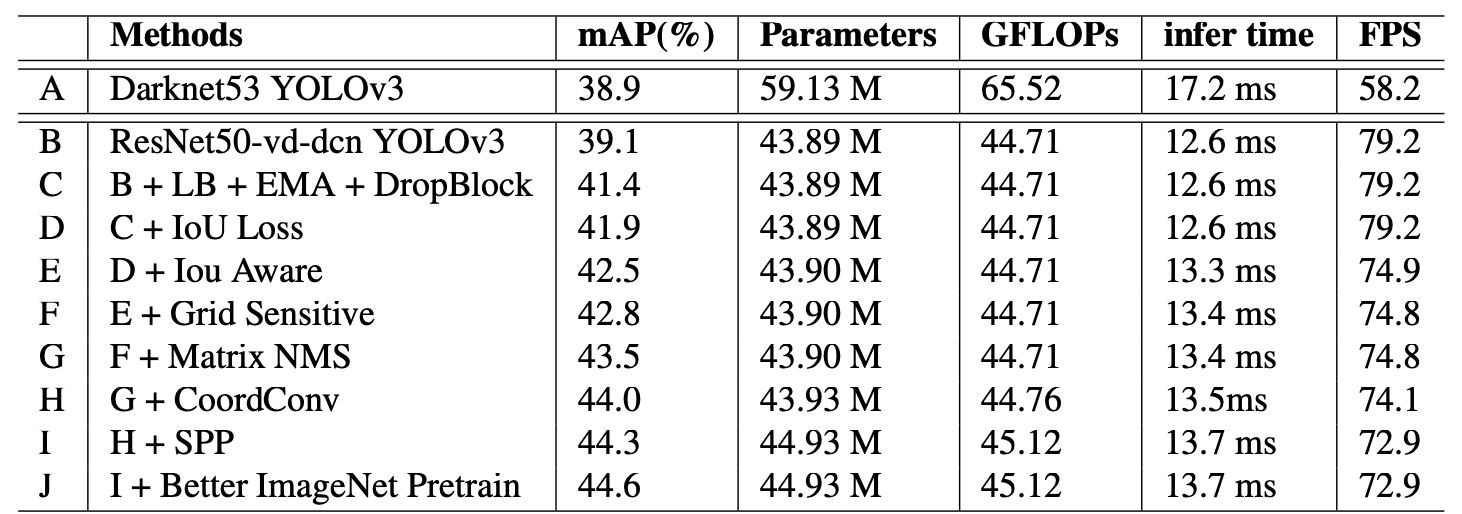 Methods mAP(%) Parameters GFLOPs infer time FPS
A Darknet53 YOLOv3 38.9 59.13 M 65.52 17.2 ms 58.2
B ResNet50-vd-dcn YOLOv3 39.1 43.89 M 44.71 12.6 ms 79.2
C B + LB + EMA + DropBlock 41.4 43.89 M 44.71 12.6 ms 79.2
D C + IoU Loss 41.9 43.89 M 44.71 12.6 ms 79.2
E D + Iou Aware 42.5 43.90 M 44.71 13.3 ms 74.9
F E + Grid Sensitive 42.8 43.90 M 44.71 13.4 ms 74.8
G F + Matrix NMS 43.5 43.90 M 44.71 13.4 ms 74.8
H G + CoordConv 44.0 43.93 M 44.76 13.5ms 74.1
I H + SPP 44.3 44.93 M 45.12 13.7 ms 72.9
J I + Better ImageNet Pretrain 44.6 44.93 M 45.12 13.7 ms 72.9